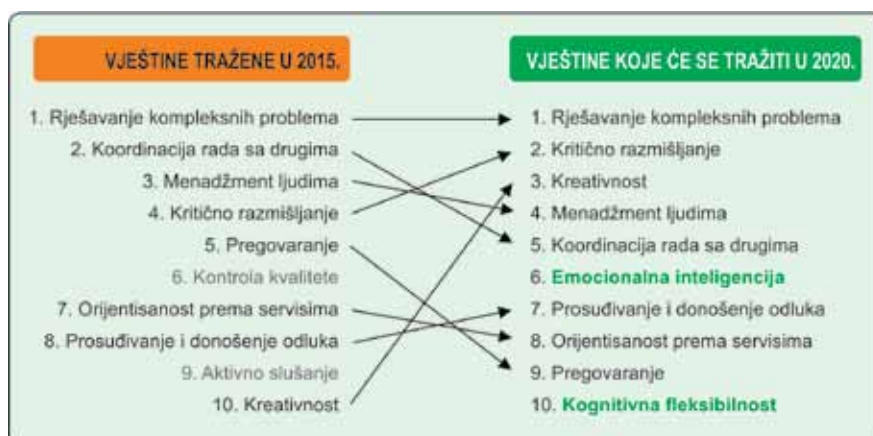 VJEŠTINE TRAŽENE U 2015.
1. Rješavanje kompleksnih problema
2. Koordinacija rada sa drugima
3. Menadžment ljudima
4. Kritično razmišljanje
5. Pregovaranje
6. Kontrola kvalitete
7. Orijentisanost prema servisima
8. Prosuđivanje i donošenje odluka
9. Aktivno slušanje
10. Kreativnost
VJEŠTINE KOJE ĆE SE TRAŽITI U 2020.
1. Rješavanje kompleksnih problema
2. Kritično razmišljanje
3. Kreativnost
4. Menadžment ljudima
5. Koordinacija rada sa drugima
6. Emocionalna inteligencija
7. Prosuđivanje i donošenje odluka
8. Orijentisanost prema servisima
9. Pregovaranje
10. Kognitivna fleksibilnost